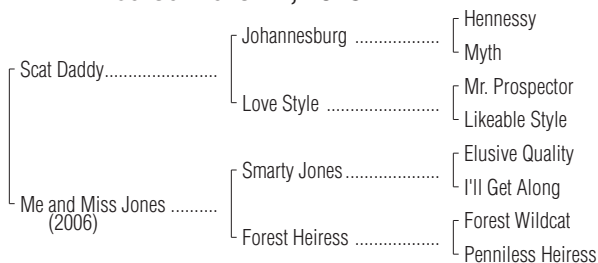 Hennessy
Johannesburg ..................
Myth
Scat Daddy........................
Mr. Prospector
Love Style ........................
Likeable Style
Elusive Quality
Smarty Jones....................
I'll Get Along
Me and Miss Jones ..........
(2006)
Forest Wildcat
Forest Heiress ..................
Penniless Heiress